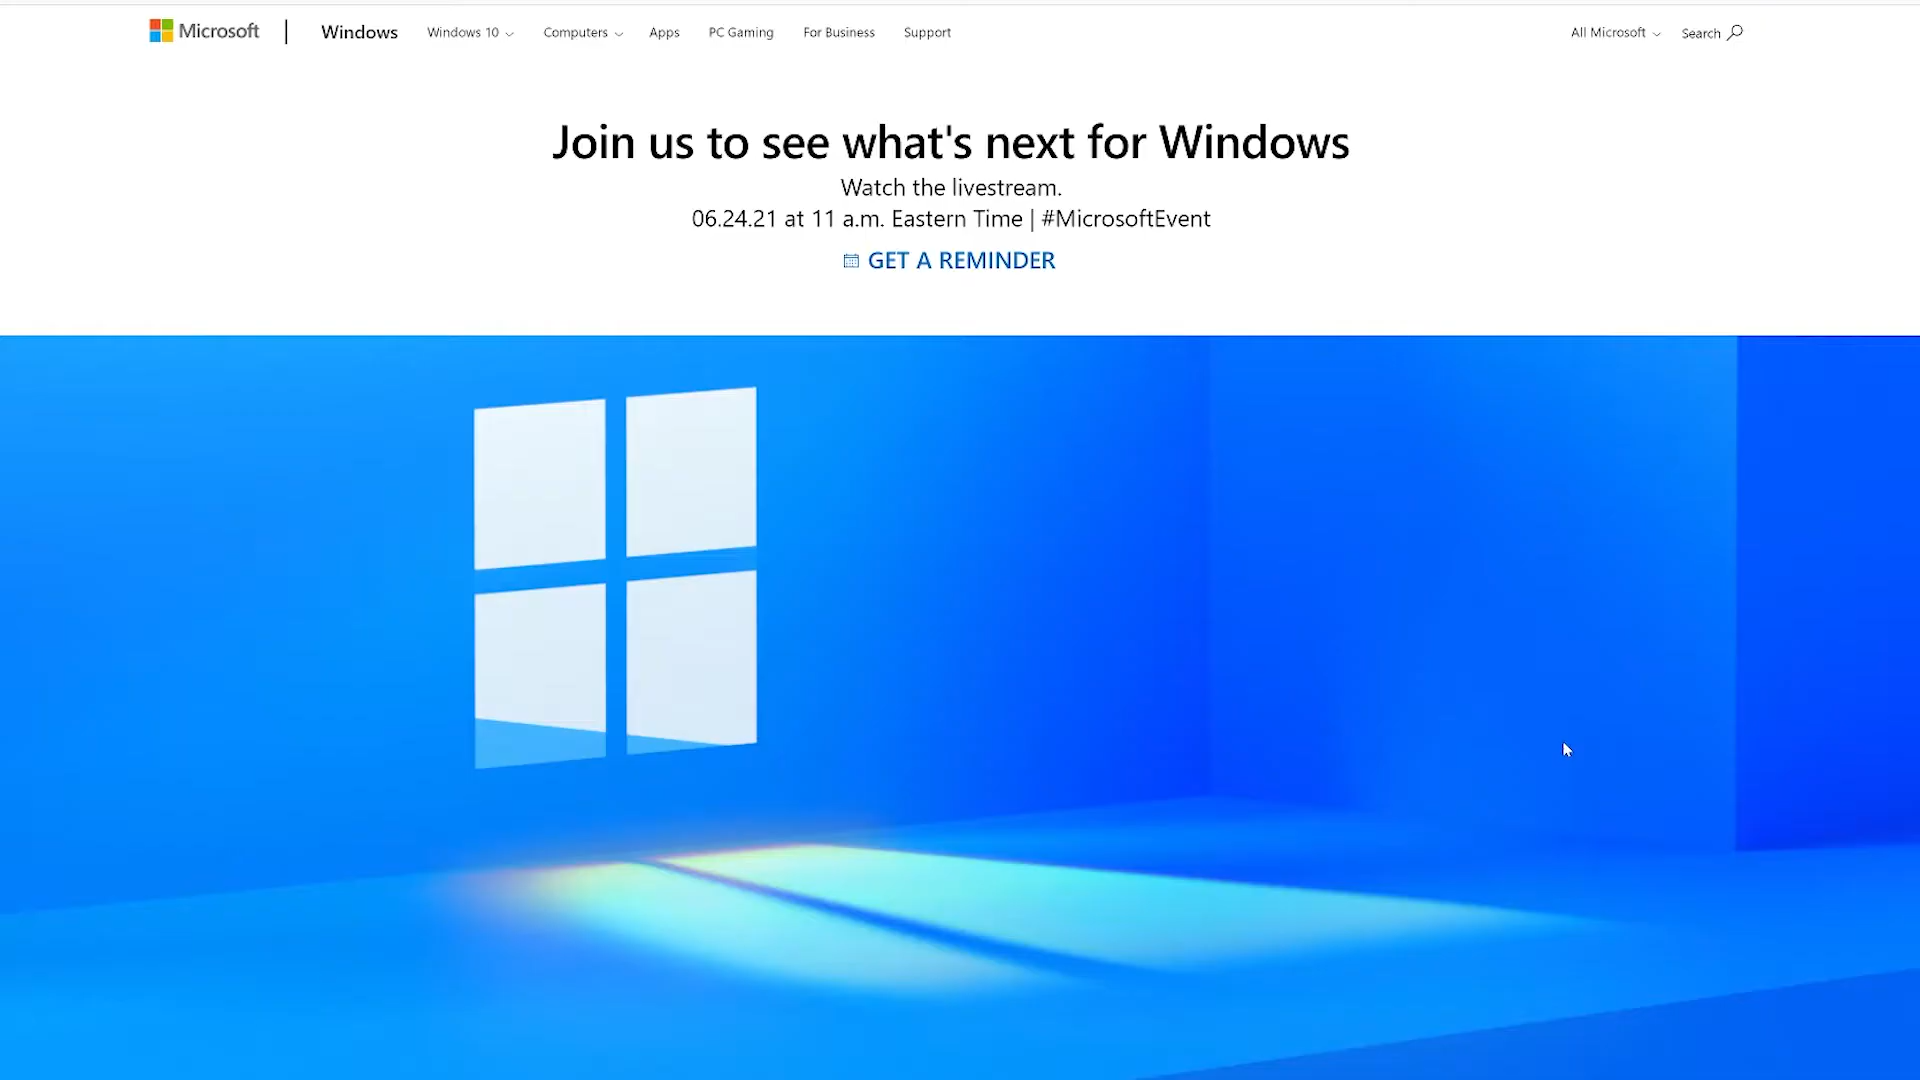 Microsoft
Windows
Windows 10
Computers
Apps
PC Gaming
For Business
Support
All Microsoft
Search
Join us to see what's next for Windows
Watch the livestream.
06.24.21 at 11 a.m. Eastern Time | #MicrosoftEvent
GET A REMINDER